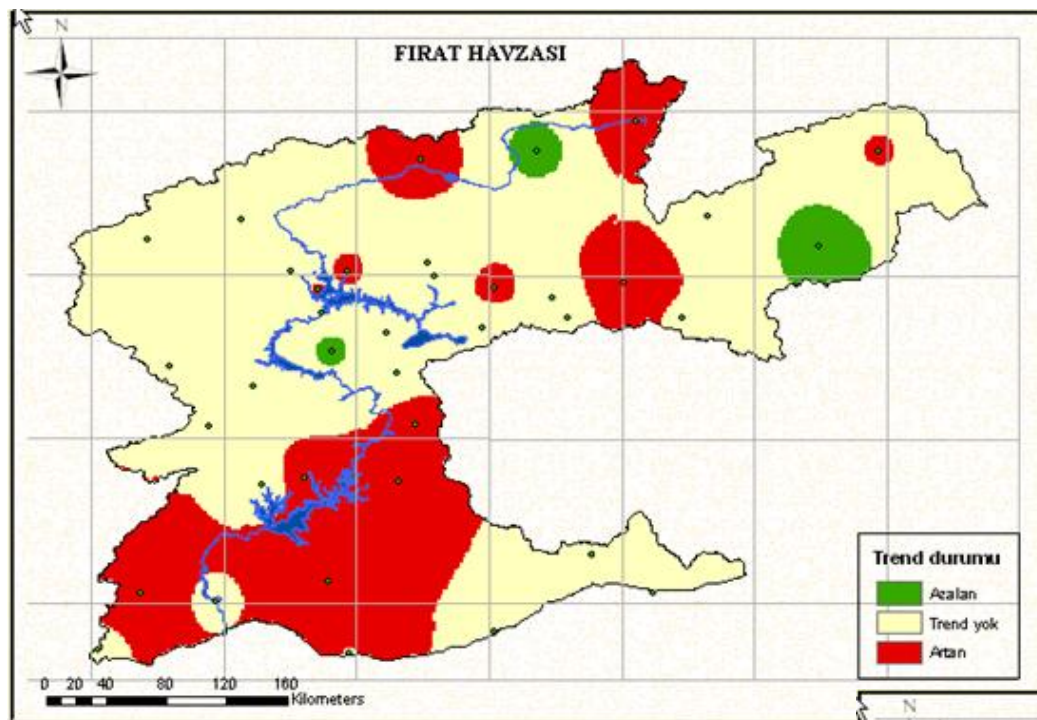 N
FIRAT HAVZASI
Trend durumu
Azalan
Trend yok
Artan
0 20 40 80 120 160
Kilometers
N